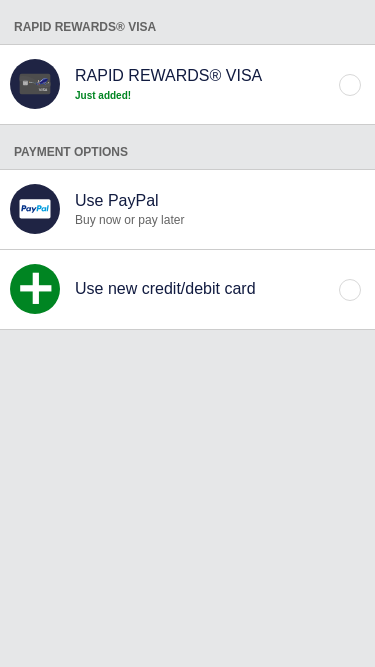 RAPID REWARDS® VISA
RAPID REWARDS® VISA
Just added!
PAYMENT OPTIONS
PayPal
Use PayPal
Buy now or pay later
Use new credit/debit card